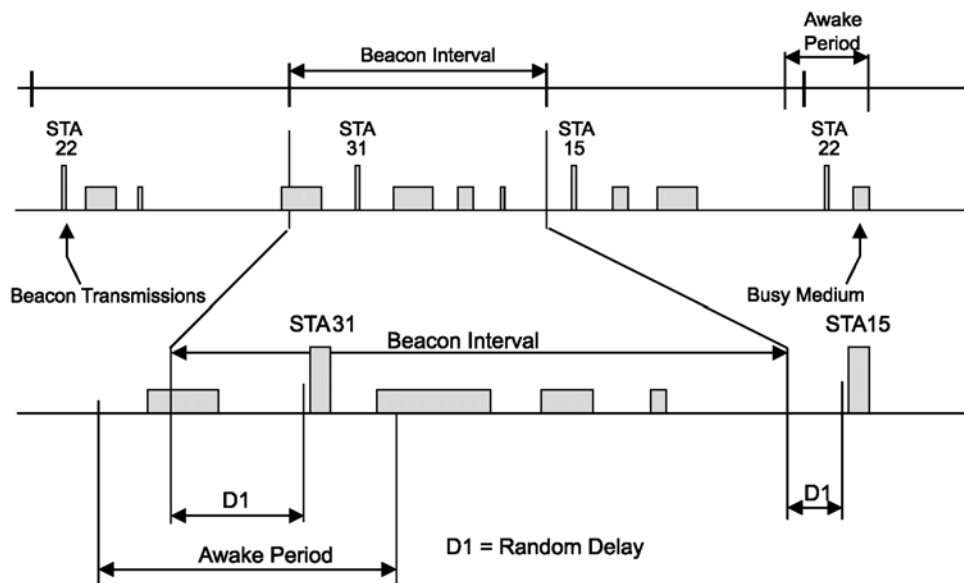 Awake
Period
Beacon Interval
STA
22
STA
31
STA
15
STA
22
Beacon Transmissions
Busy Medium
STA31
Beacon Interval
STA15
D1
D1
Awake Period
D1 = Random Delay